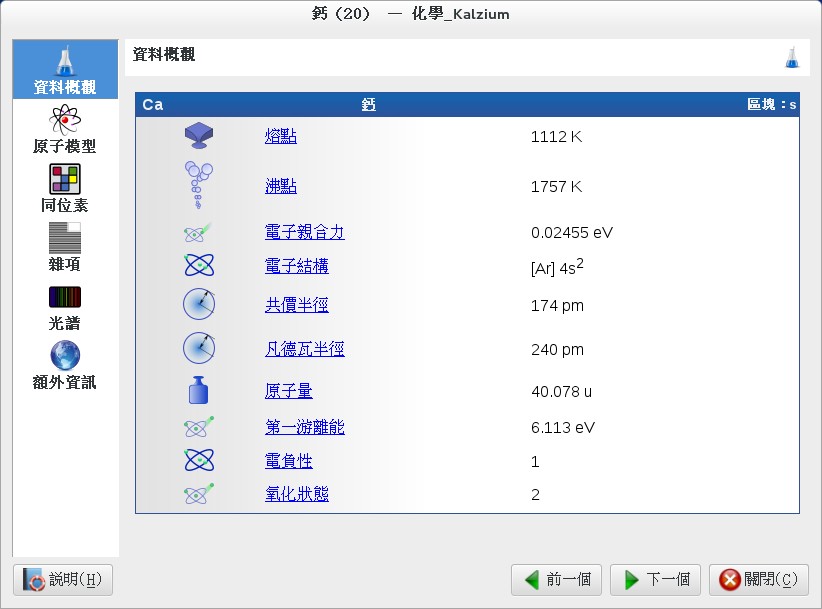 鈣 (20) — 化學_Kalzium
資料概觀
原子模型
同位素
雜項
光譜
額外資訊
資料概觀
Ca 鈣 區塊：s
熔點 1112 K
沸點 1757 K
電子親合力 0.02455 eV
電子結構 [Ar] 4s²
共價半徑 174 pm
凡德瓦半徑 240 pm
原子量 40.078 u
第一游離能 6.113 eV
電負性 1
氧化狀態 2
說明(H) 前一個 下一個 關閉(C)